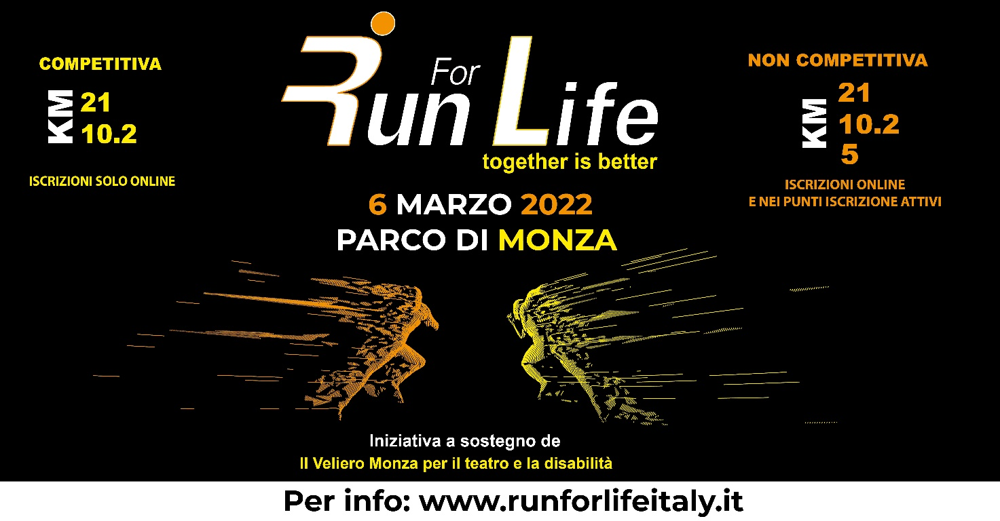 COMPETITIVA
KM
21
10.2
ISCRIZIONI SOLO ONLINE
Run For Life
together is better
6 MARZO 2022
PARCO DI MONZA
NON COMPETITIVA
KM
21
10.2
5
ISCRIZIONI ONLINE
E NEI PUNTI ISCRIZIONE ATTIVI
Iniziativa a sostegno de
Il Veliero Monza per il teatro e la disabilità
Per info: www.runforlifeitaly.it